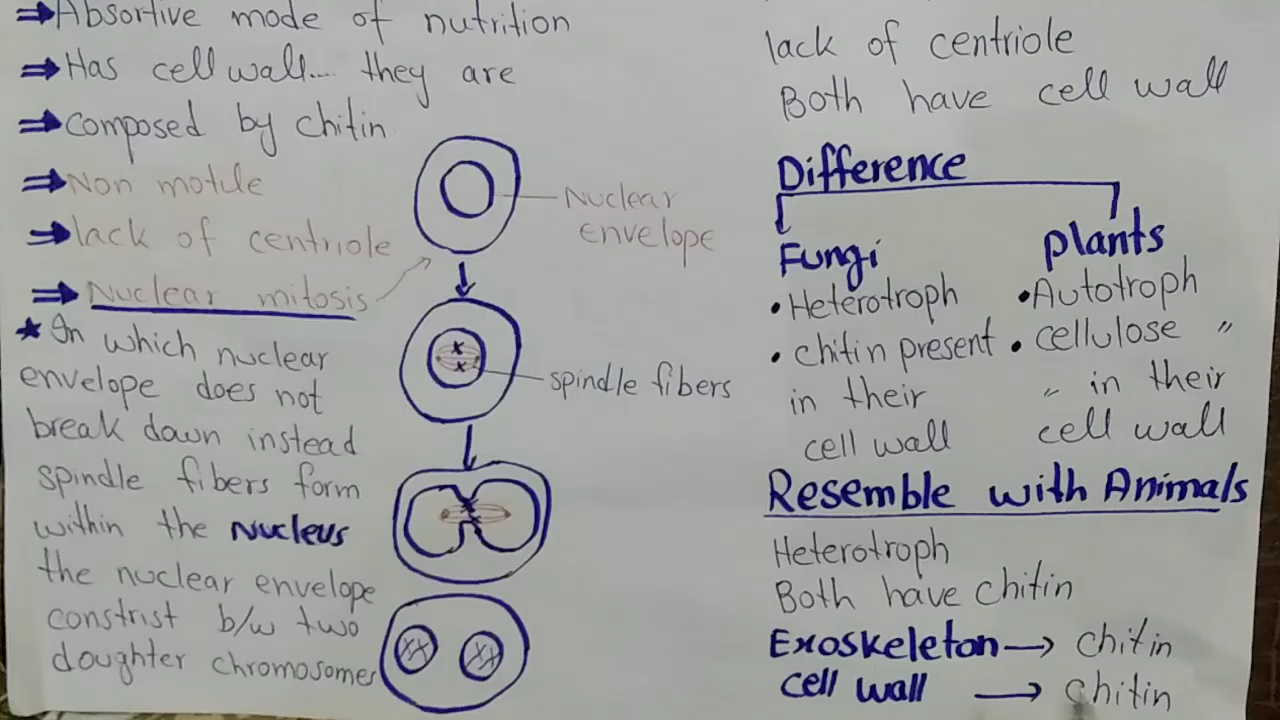 ⇒Absortive mode of nutrition
⇒Has cell wall... they are
⇒composed by chitin
⇒Non motile
⇒lack of centriole
⇒Nuclear mitosis
★ In which nuclear
envelope does not
break down instead
spindle fibers form
within the nucleus
the nuclear envelope
constrist b/w two
doughter chromosomes
Nuclear
envelope
spindle fibers
lack of centriole
Both have cell wall
Difference
Fungi
•Heterotroph
•chitin present
in their
cell wall
plants
•Autotroph
•cellulose "
" in their
cell wall
Resemble with Animals
Heterotroph
Both have chitin
Exoskeleton→ chitin
cell wall → chitin